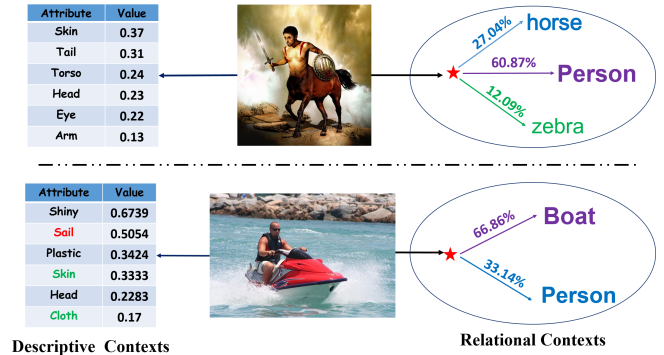 Attribute Value
Skin 0.37
Tail 0.31
Torso 0.24
Head 0.23
Eye 0.22
Arm 0.13
27.04% horse
60.87% Person
12.09% zebra
Attribute Value
Shiny 0.6739
Sail 0.5054
Plastic 0.3424
Skin 0.3333
Head 0.2283
Cloth 0.17
66.86% Boat
33.14% Person
Descriptive Contexts
Relational Contexts